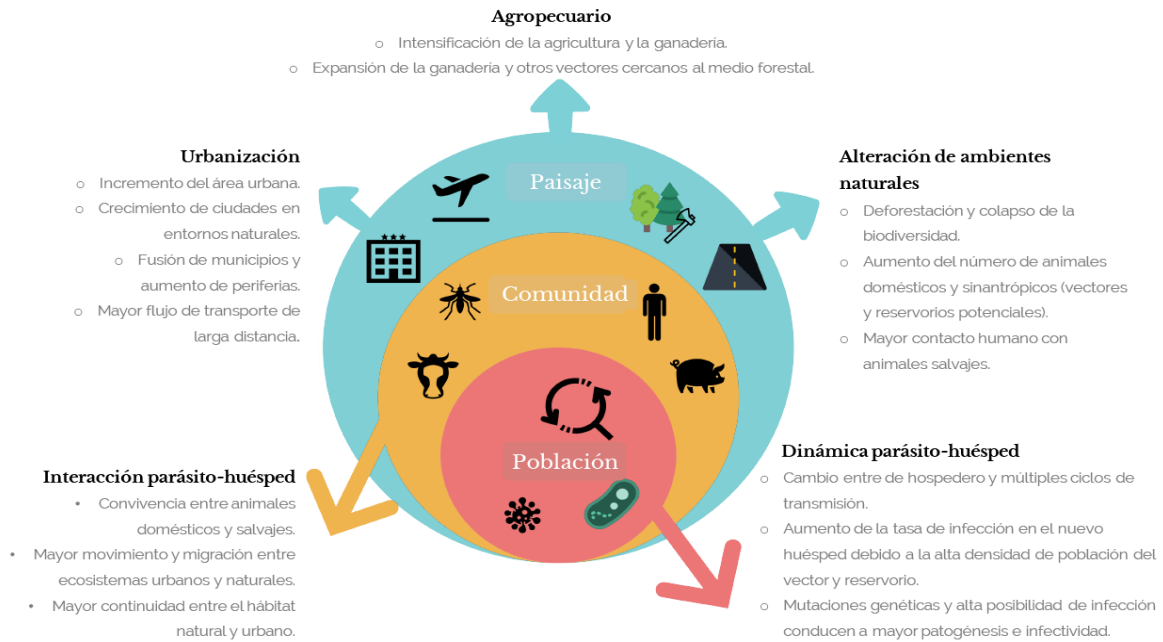 Agropecuario
o Intensificación de la agricultura y la ganadería.
o Expansión de la ganadería y otros vectores cercanos al medio forestal.
Urbanización
o Incremento del área urbana.
o Crecimiento de ciudades en
entornos naturales.
o Fusión de municipios y
aumento de periferias.
o Mayor flujo de transporte de
larga distancia.
Paisaje
Comunidad
Población
Alteración de ambientes
naturales
o Deforestación y colapso de la
biodiversidad.
o Aumento del número de animales
domésticos y sinantrópicos (vectores
y reservorios potenciales).
o Mayor contacto humano con
animales salvajes.
Interacción parásito-huésped
• Convivencia entre animales
domésticos y salvajes.
• Mayor movimiento y migración entre
ecosistemas urbanos y naturales.
• Mayor continuidad entre el hábitat
natural y urbano.
Dinámica parásito-huésped
o Cambio entre de hospedero y múltiples ciclos de
transmisión.
o Aumento de la tasa de infección en el nuevo
huésped debido a la alta densidad de población del
vector y reservorio.
o Mutaciones genéticas y alta posibilidad de infección
conducen a mayor patogénesis e infectividad.